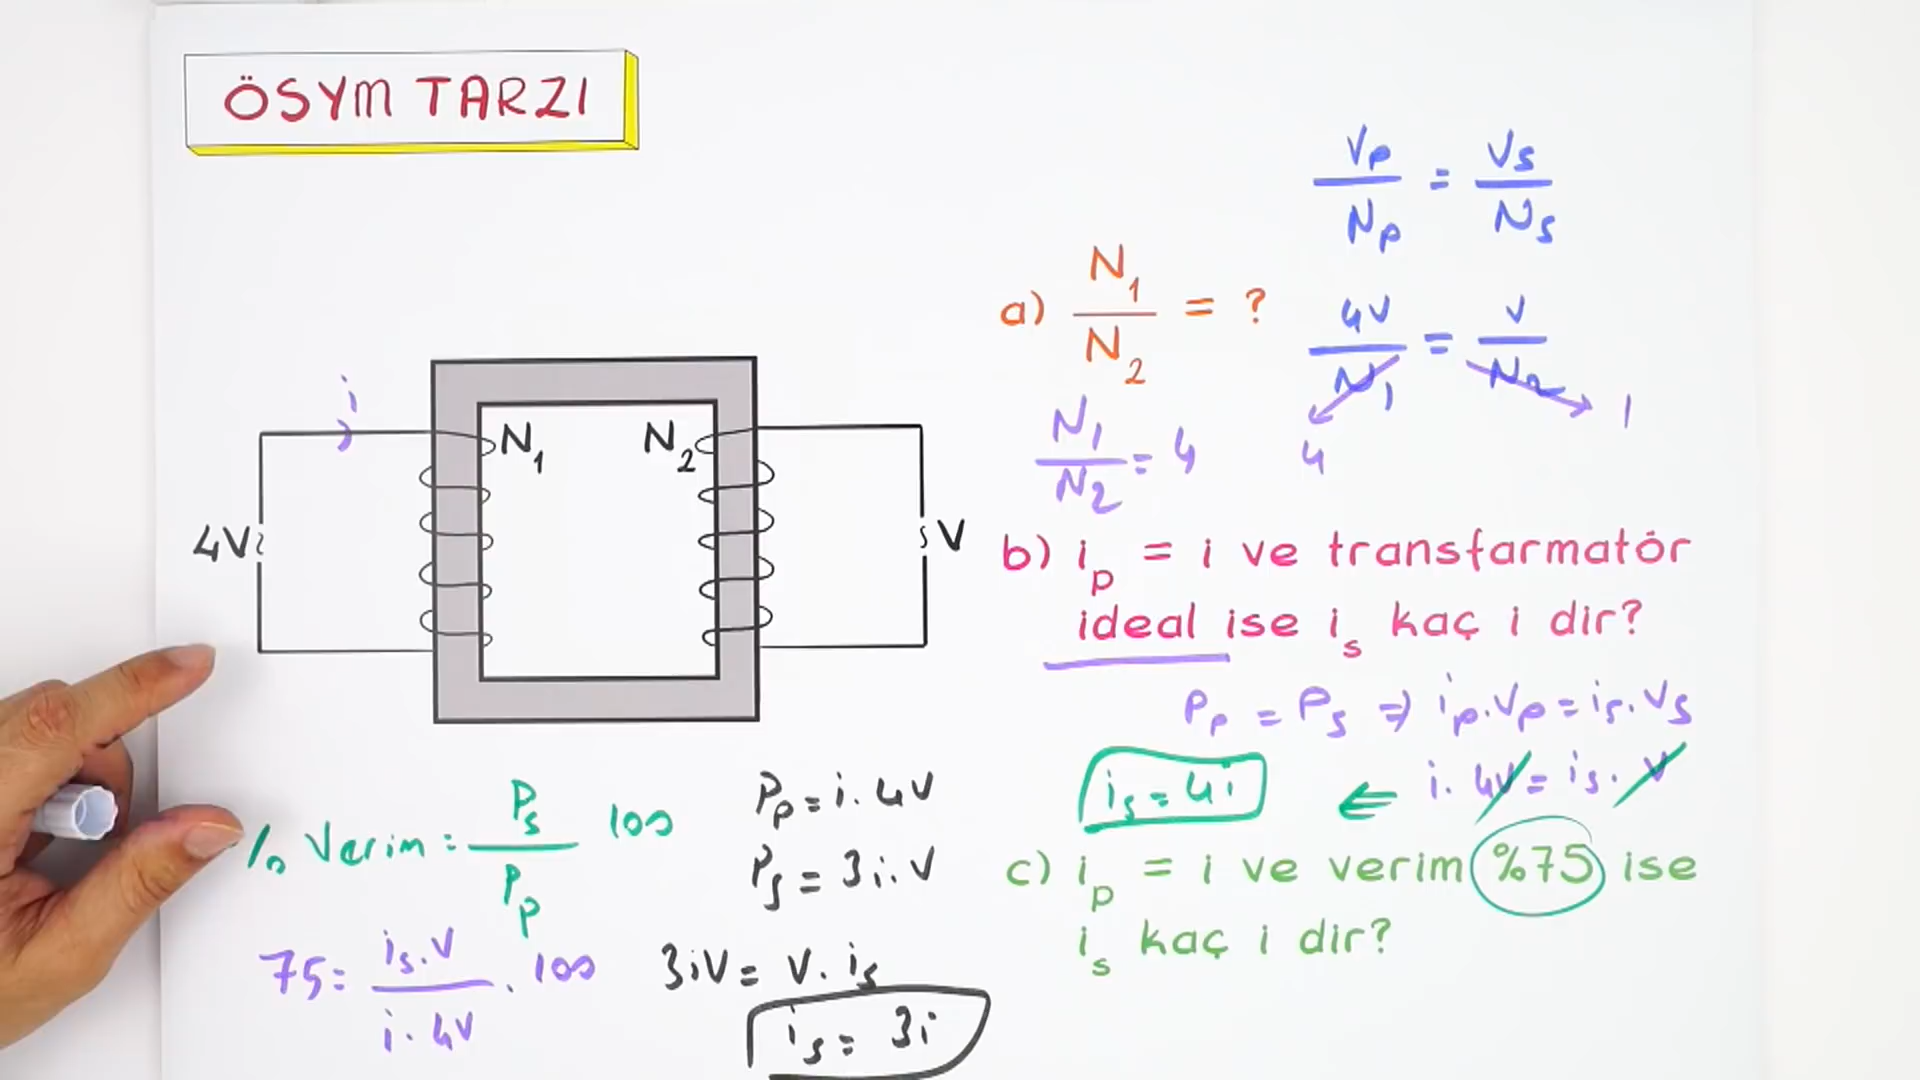 ÖSYM TARZI
Vp/Np = Vs/Ns
a) N1/N2 = ?
4V/N1 = V/N2
4
1
N1/N2 = 4
i
N1
N2
4V
V
b) ip = i ve transfarmatör
ideal ise is kaç i dir?
Pp = Ps ⇒ ip.Vp = is.Vs
i. 4V = is. V
⇐
is = 4i
c) ip = i ve verim %75 ise
is kaç i dir?
% Verim = Ps/Pp 100
75 = is.V/i.4V . 100
Pp = i. 4V
Ps = 3i.V
3iV = V. is
is = 3i